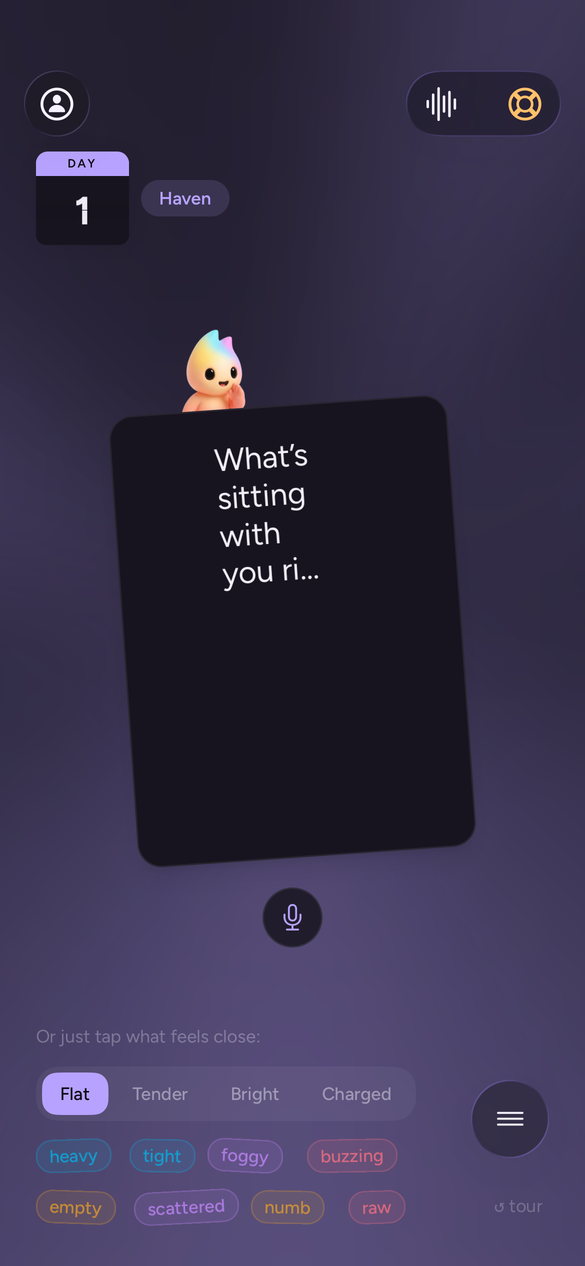 DAY
1
Haven
What's
sitting
with
you ri...
Or just tap what feels close:
Flat Tender Bright Charged
heavy tight foggy buzzing
empty scattered numb raw
↺ tour